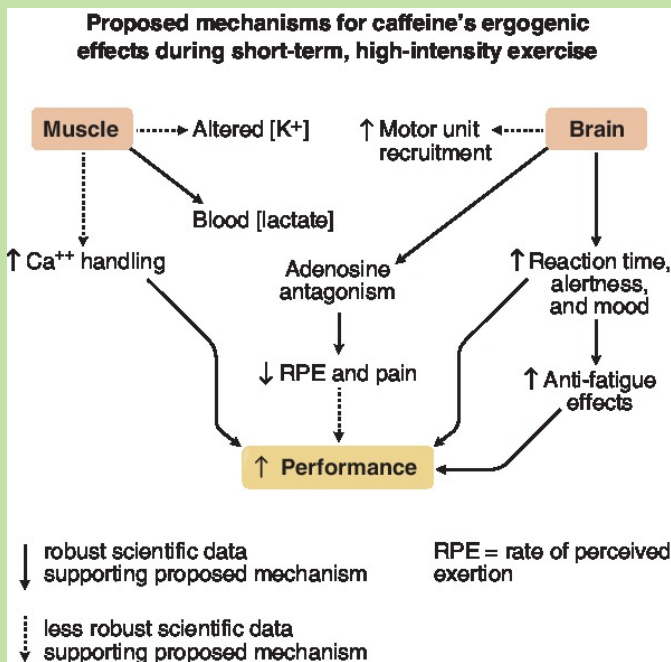 Proposed mechanisms for caffeine's ergogenic
effects during short-term, high-intensity exercise
Muscle
Altered [K+]
↑ Motor unit
recruitment
Brain
Blood [lactate]
↑ Ca++ handling
Adenosine
antagonism
↑ Reaction time,
alertness,
and mood
↓ RPE and pain
↑ Anti-fatigue
effects
↑ Performance
robust scientific data
supporting proposed mechanism
RPE = rate of perceived
exertion
less robust scientific data
supporting proposed mechanism